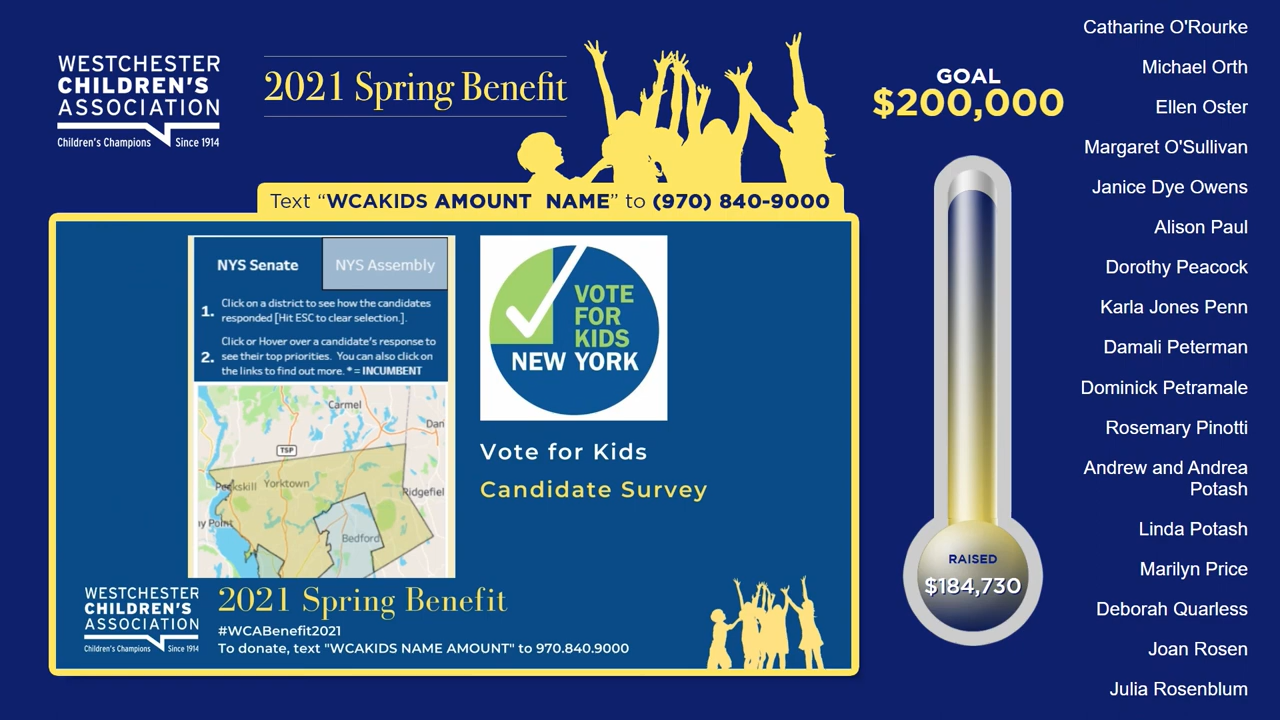 WESTCHESTER
CHILDREN'S
ASSOCIATION
Children's Champions
Since 1914
2021 Spring Benefit
Text “WCAKIDS AMOUNT NAME” to (970) 840-9000
NYS Senate
NYS Assembly
1. Click on a district to see how the candidates
responded [Hit ESC to clear selection.].
2. Click or Hover over a candidate's response to
see their top priorities. You can also click on
the links to find out more. * = INCUMBENT
Carmel
Dan
TSP
Peekskill
Yorktown
Ridgefiel
ay Point
Bedford
VOTE
FOR
KIDS
NEW YORK
Vote for Kids
Candidate Survey
WESTCHESTER
CHILDREN'S
ASSOCIATION
Children's Champions
Since 1914
2021 Spring Benefit
#WCABenefit2021
To donate, text "WCAKIDS NAME AMOUNT" to 970.840.9000
GOAL
$200,000
RAISED
$184,730
Catharine O'Rourke
Michael Orth
Ellen Oster
Margaret O'Sullivan
Janice Dye Owens
Alison Paul
Dorothy Peacock
Karla Jones Penn
Damali Peterman
Dominick Petramale
Rosemary Pinotti
Andrew and Andrea
Potash
Linda Potash
Marilyn Price
Deborah Quarless
Joan Rosen
Julia Rosenblum